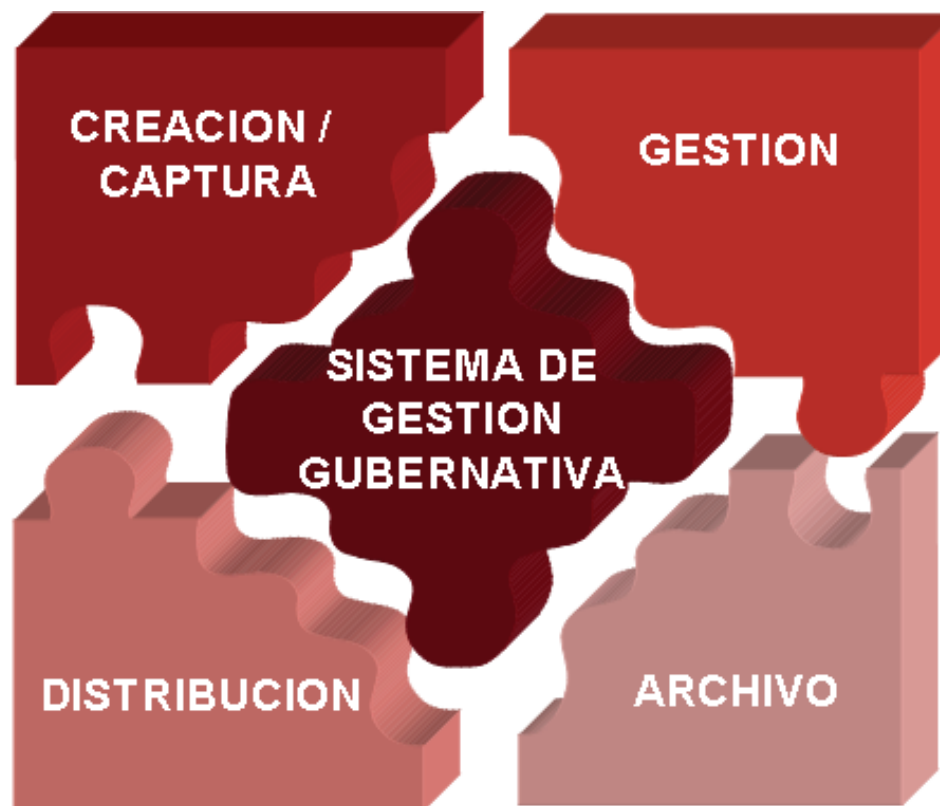 CREACION /
CAPTURA
GESTION
SISTEMA DE
GESTION
GUBERNATIVA
DISTRIBUCION
ARCHIVO